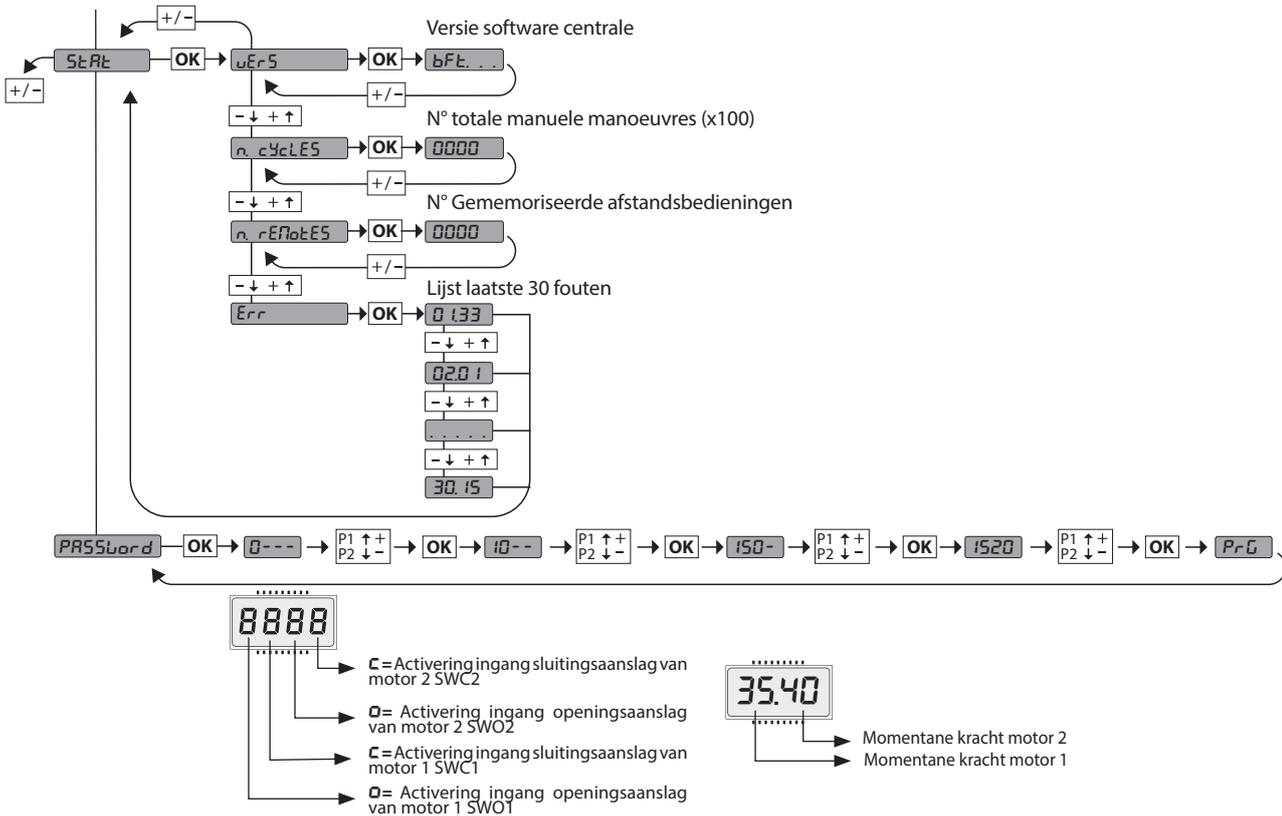 +/-
Versie software centrale
StAt OK vErS OK bFt. . .
+/-
+/-
- ↓ + ↑
N° totale manuele manoeuvres (x100)
n. cYcLES OK 0000
+/-
- ↓ + ↑
N° Gememoriseerde afstandsbedieningen
n. rEMotES OK 0000
+/-
- ↓ + ↑
Lijst laatste 30 fouten
Err OK 01.33
- ↓ + ↑
02.01
- ↓ + ↑
. . . . .
- ↓ + ↑
30.15
PASSword OK 0--- P1 ↑ + OK 10-- P1 ↑ + OK 150- P1 ↑ + OK 1520 P1 ↑ + OK PrG
P2 ↓ - P2 ↓ - P2 ↓ - P2 ↓ -
8888
C = Activering ingang sluitingsaanslag van
motor 2 SWC2
O = Activering ingang openingsaanslag
van motor 2 SWO2
C = Activering ingang sluitingsaanslag van
motor 1 SWC1
O = Activering ingang openingsaanslag
van motor 1 SWO1
35.40
Momentane kracht motor 2
Momentane kracht motor 1